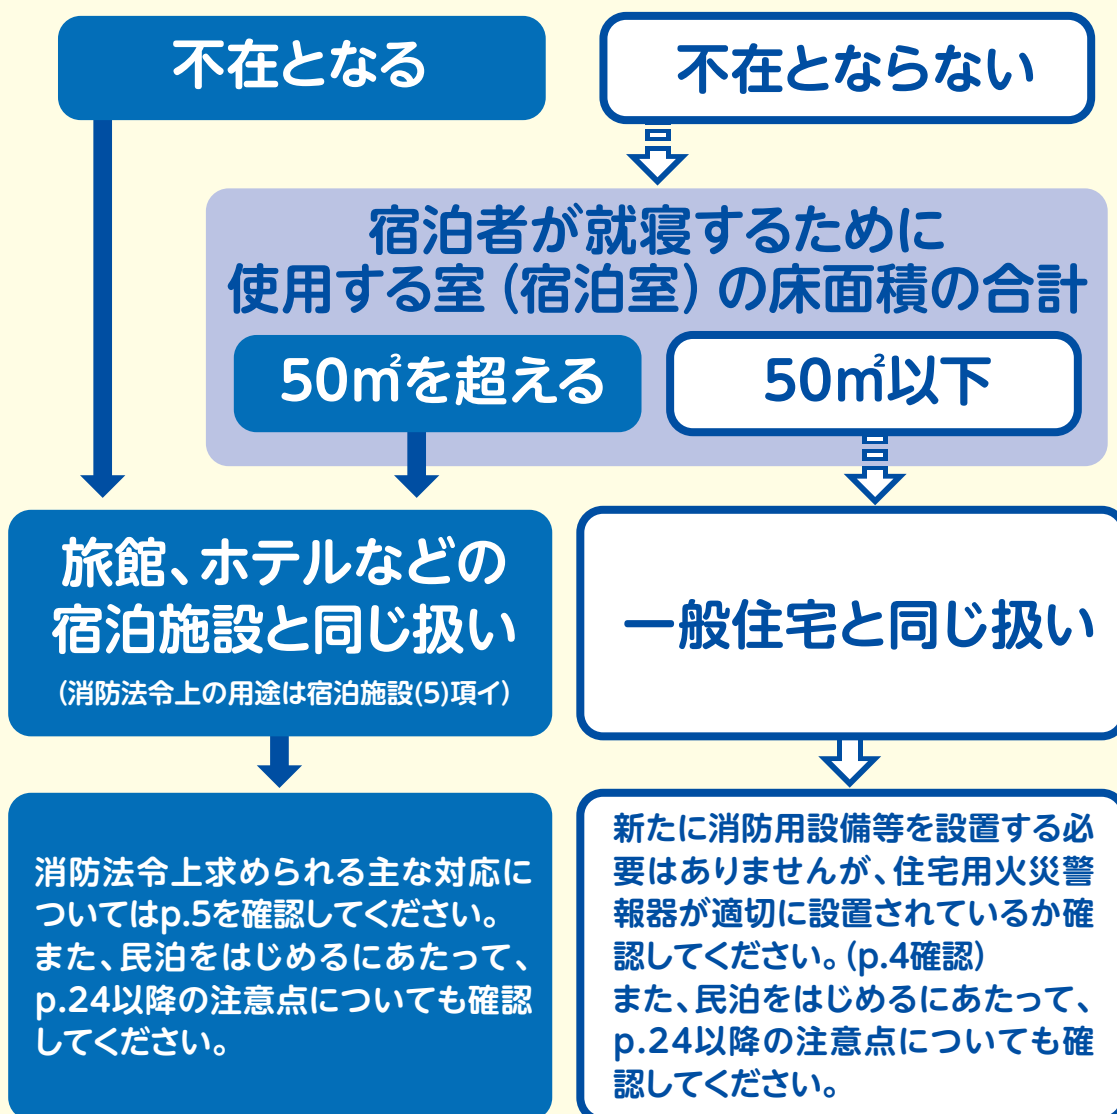 不在となる
不在とならない
宿泊者が就寝するために
使用する室(宿泊室)の床面積の合計
50㎡を超える
50㎡以下
旅館、ホテルなどの
宿泊施設と同じ扱い
(消防法令上の用途は宿泊施設(5)項イ)
一般住宅と同じ扱い
消防法令上求められる主な対応に
ついてはp.5を確認してください。
また、民泊をはじめるにあたって、
p.24以降の注意点についても確認
してください。
新たに消防用設備等を設置する必
要はありませんが、住宅用火災警
報器が適切に設置されているか確
認してください。(p.4確認)
また、民泊をはじめるにあたって、
p.24以降の注意点についても確
認してください。